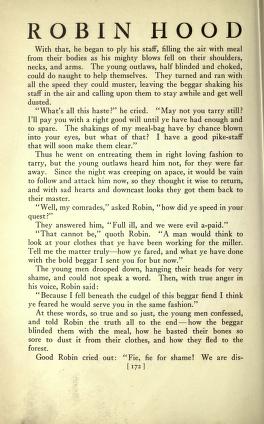 ROBIN HOOD
With that, he began to ply his staff, filling the air with meal
from their bodies as his mighty blows fell on their shoulders,
necks, and arms. The young outlaws, half blinded and choked,
could do naught to help themselves. They turned and ran with
all the speed they could muster, leaving the beggar shaking his
staff in the air and calling upon them to stay awhile and get well
dusted.
"What's all this haste?" he cried. "May not you tarry still?
I'll pay you with a right good will until ye have had enough and
to spare. The shakings of my meal-bag have by chance blown
into your eyes, but what of that? I have a good pike-staff
that will soon make them clear."
Thus he went on entreating them in right loving fashion to
tarry, but the young outlaws heard him not, for they were far
away. Since the night was creeping on apace, it would be vain
to follow and attack him now, so they thought it wise to return,
and with sad hearts and downcast looks they got them back to
their master.
"Well, my comrades," asked Robin, "how did ye speed in your
quest?"
They answered him, "Full ill, and we were evil a-paid."
"That cannot be," quoth Robin. "A man would think to
look at your clothes that ye have been working for the miller.
Tell me the matter truly—how ye fared, and what ye have done
with the bold beggar I sent you for but now."
The young men drooped down, hanging their heads for very
shame, and could not speak a word. Then, with true anger in
his voice, Robin said:
"Because I fell beneath the cudgel of this beggar fiend I think
ye feared he would serve you in the same fashion."
At these words, so true and so just, the young men confessed,
and told Robin the truth all to the end—how the beggar
blinded them with the meal, how he basted their bones so
sore to dust it from their clothes, and how they fled to the
forest.
Good Robin cried out: "Fie, fie for shame! We are dis-
[172]